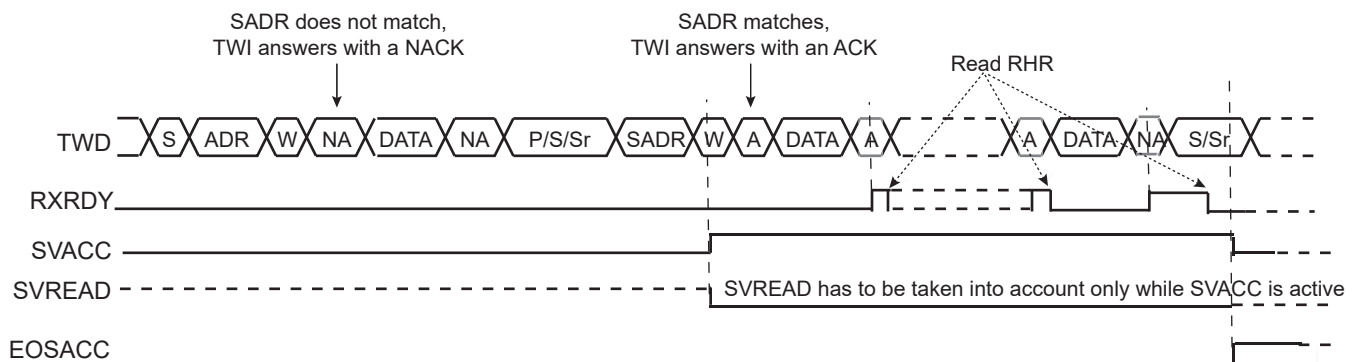 SADR does not match,
TWI answers with a NACK
SADR matches,
TWI answers with an ACK
Read RHR
TWD S ADR W NA DATA NA P/S/Sr SADR W A DATA A A DATA NA S/Sr
RXRDY
SVACC
SVREAD SVREAD has to be taken into account only while SVACC is active
EOSACC